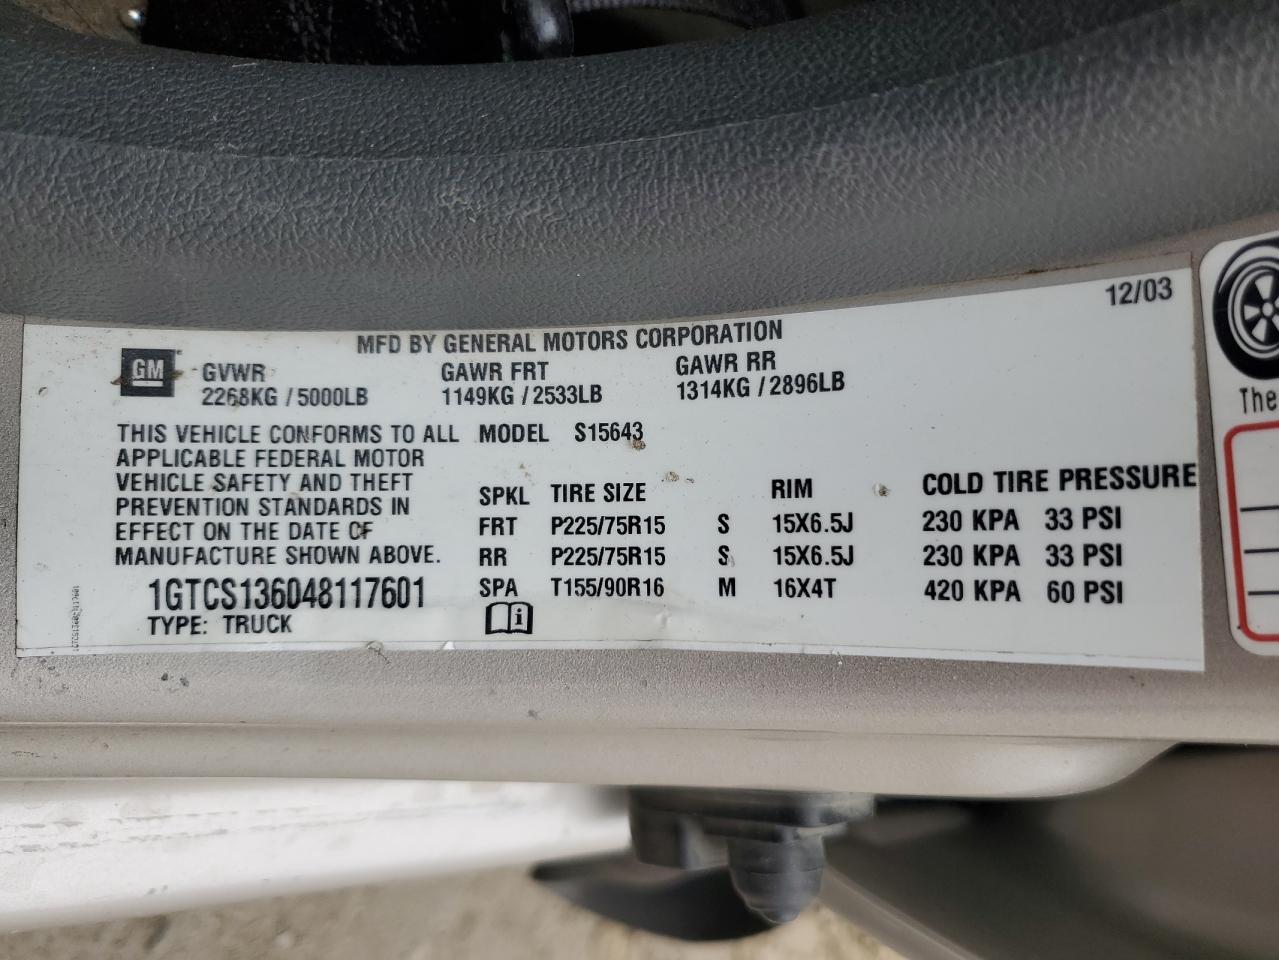 12/03
MFD BY GENERAL MOTORS CORPORATION
GM GVWR GAWR FRT GAWR RR
2268KG / 5000LB 1149KG / 2533LB 1314KG / 2896LB
THIS VEHICLE CONFORMS TO ALL
APPLICABLE FEDERAL MOTOR
VEHICLE SAFETY AND THEFT
PREVENTION STANDARDS IN
EFFECT ON THE DATE OF
MANUFACTURE SHOWN ABOVE.
1GTCS136048117601
TYPE: TRUCK
MODEL S15643
SPKL TIRE SIZE RIM COLD TIRE PRESSURE
FRT P225/75R15 S 15X6.5J 230 KPA 33 PSI
RR P225/75R15 S 15X6.5J 230 KPA 33 PSI
SPA T155/90R16 M 16X4T 420 KPA 60 PSI
1GTCS136048117601
The